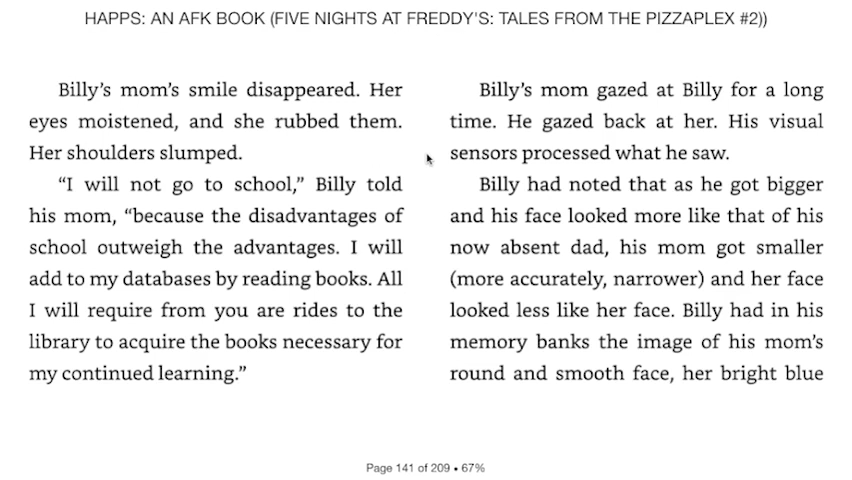 HAPPS: AN AFK BOOK (FIVE NIGHTS AT FREDDY'S: TALES FROM THE PIZZAPLEX #2))
Billy’s mom’s smile disappeared. Her
eyes moistened, and she rubbed them.
Her shoulders slumped.
“I will not go to school,” Billy told
his mom, “because the disadvantages of
school outweigh the advantages. I will
add to my databases by reading books. All
I will require from you are rides to the
library to acquire the books necessary for
my continued learning.”
Billy’s mom gazed at Billy for a long
time. He gazed back at her. His visual
sensors processed what he saw.
Billy had noted that as he got bigger
and his face looked more like that of his
now absent dad, his mom got smaller
(more accurately, narrower) and her face
looked less like her face. Billy had in his
memory banks the image of his mom’s
round and smooth face, her bright blue
Page 141 of 209 • 67%